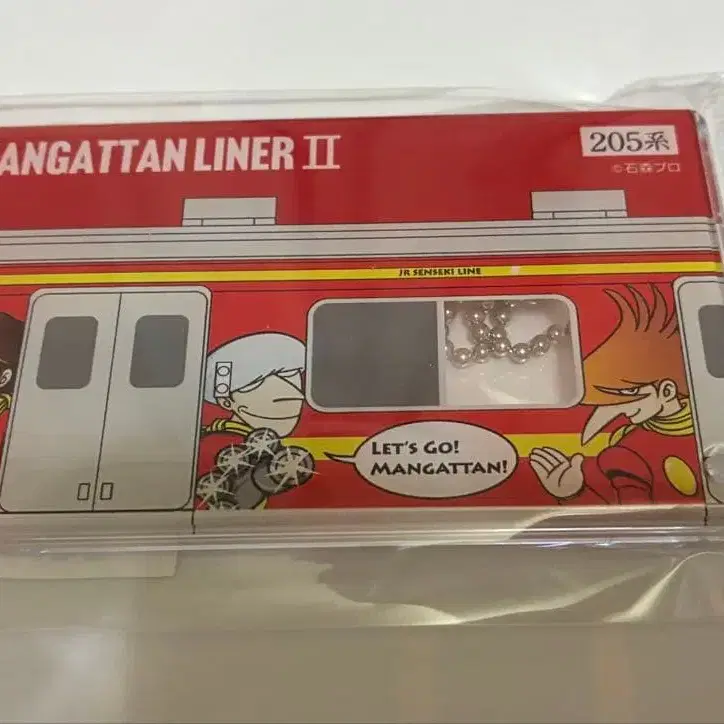 ANGATTAN LINER II
205系
©石森プロ
JR SENSEKI LINE
LET'S GO!
MANGATTAN!